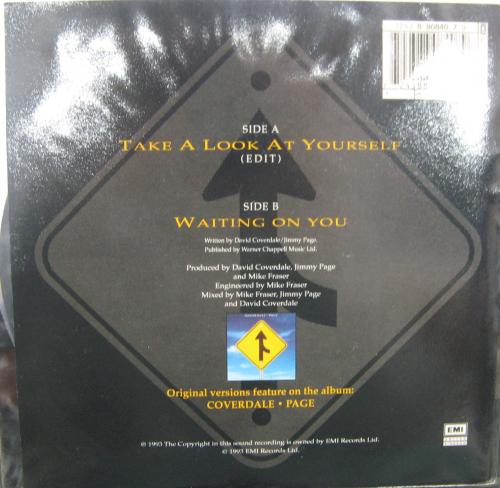 SIDE A
TAKE A LOOK AT YOURSELF
(EDIT)
SIDE B
WAITING ON YOU
Written by David Coverdale/Jimmy Page.
Published by Warner Chappell Music Ltd.
Produced by David Coverdale, Jimmy Page
and Mike Fraser
Engineered by Mike Fraser
Mixed by Mike Fraser, Jimmy Page
and David Coverdale
COVERDALE • PAGE
Original versions feature on the album:
COVERDALE • PAGE
EMI
℗ 1993 The Copyright in this sound recording is owned by EMI Records Ltd.
© 1993 EMI Records Ltd.